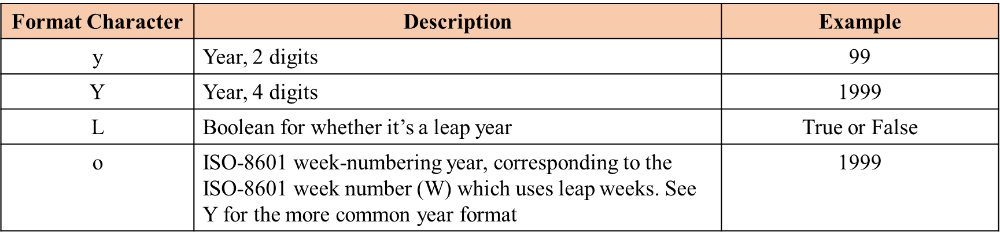 Format Character Description Example
y Year, 2 digits 99
Y Year, 4 digits 1999
L Boolean for whether it’s a leap year True or False
o ISO-8601 week-numbering year, corresponding to the 1999
ISO-8601 week number (W) which uses leap weeks. See
Y for the more common year format